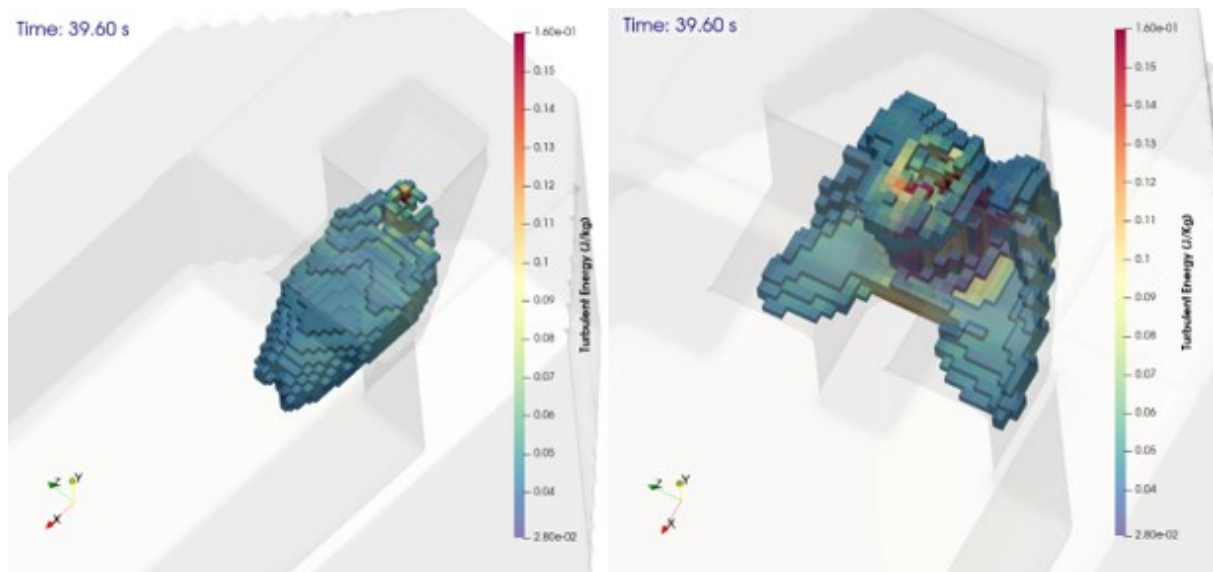 Time: 39.60 s
1.60e-01
0.15
0.14
0.13
0.12
0.11
0.1
0.09
0.08
0.07
0.06
0.05
0.04
2.80e-02
Turbulent Energy (J/kg)
Z
Y
X
Time: 39.60 s
1.60e-01
0.15
0.14
0.13
0.12
0.11
0.1
0.09
0.08
0.07
0.06
0.05
0.04
2.80e-02
Turbulent Energy (J/Kg)
Z
Y
X